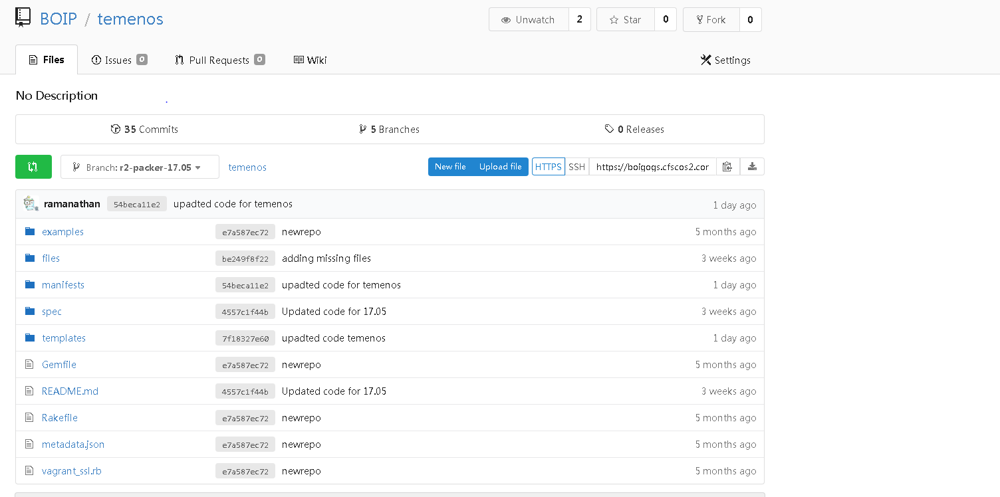 BOIP / temenos
Unwatch 2 Star 0 Fork 0
Files Issues 0 Pull Requests 0 Wiki Settings
No Description
35 Commits 5 Branches 0 Releases
Branch: r2-packer-17.05 temenos New file Upload file HTTPS SSH https://boigogs.cfscos2.cor
ramanathan 54beca11e2 upadted code for temenos 1 day ago
examples e7a587ec72 newrepo 5 months ago
files be249f8f22 adding missing files 3 weeks ago
manifests 54beca11e2 upadted code for temenos 1 day ago
spec 4557c1f44b Updated code for 17.05 3 weeks ago
templates 7f18327e60 upadted code temenos 1 day ago
Gemfile e7a587ec72 newrepo 5 months ago
README.md 4557c1f44b Updated code for 17.05 3 weeks ago
Rakefile e7a587ec72 newrepo 5 months ago
metadata.json e7a587ec72 newrepo 5 months ago
vagrant_ssl.rb e7a587ec72 newrepo 5 months ago